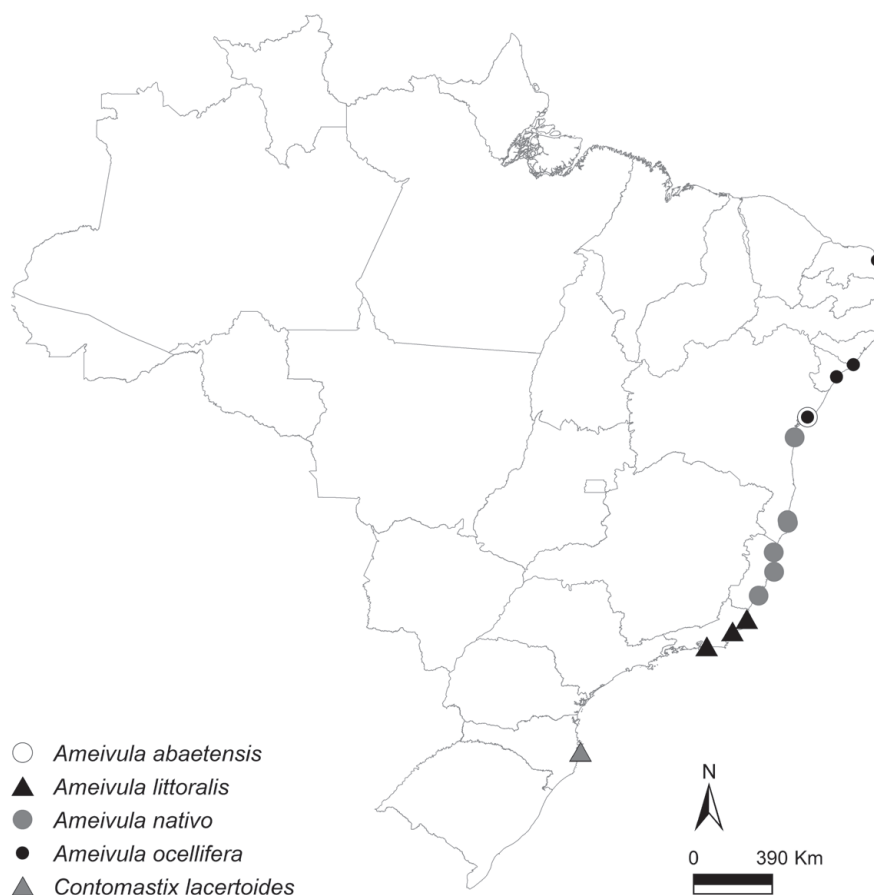 Ameivula abaetensis
Ameivula littoralis
Ameivula nativo
Ameivula ocellifera
Contomastix lacertoides
N
0 390 Km